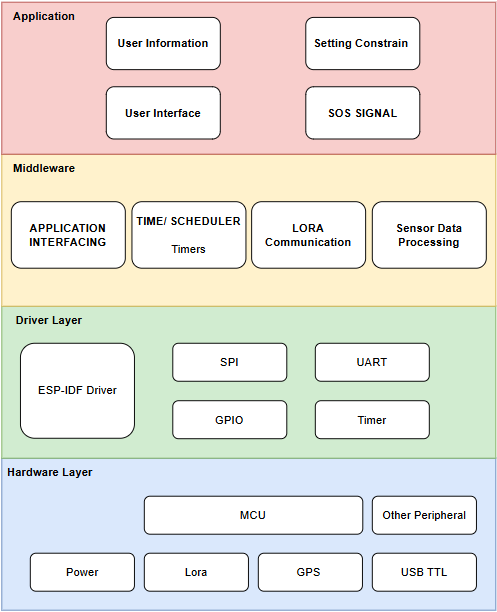 Application
User Information
Setting Constrain
User Interface
SOS SIGNAL
Middleware
APPLICATION
INTERFACING
TIME/ SCHEDULER
Timers
LORA
Communication
Sensor Data
Processing
Driver Layer
ESP-IDF Driver
SPI
UART
GPIO
Timer
Hardware Layer
MCU
Other Peripheral
Power
Lora
GPS
USB TTL